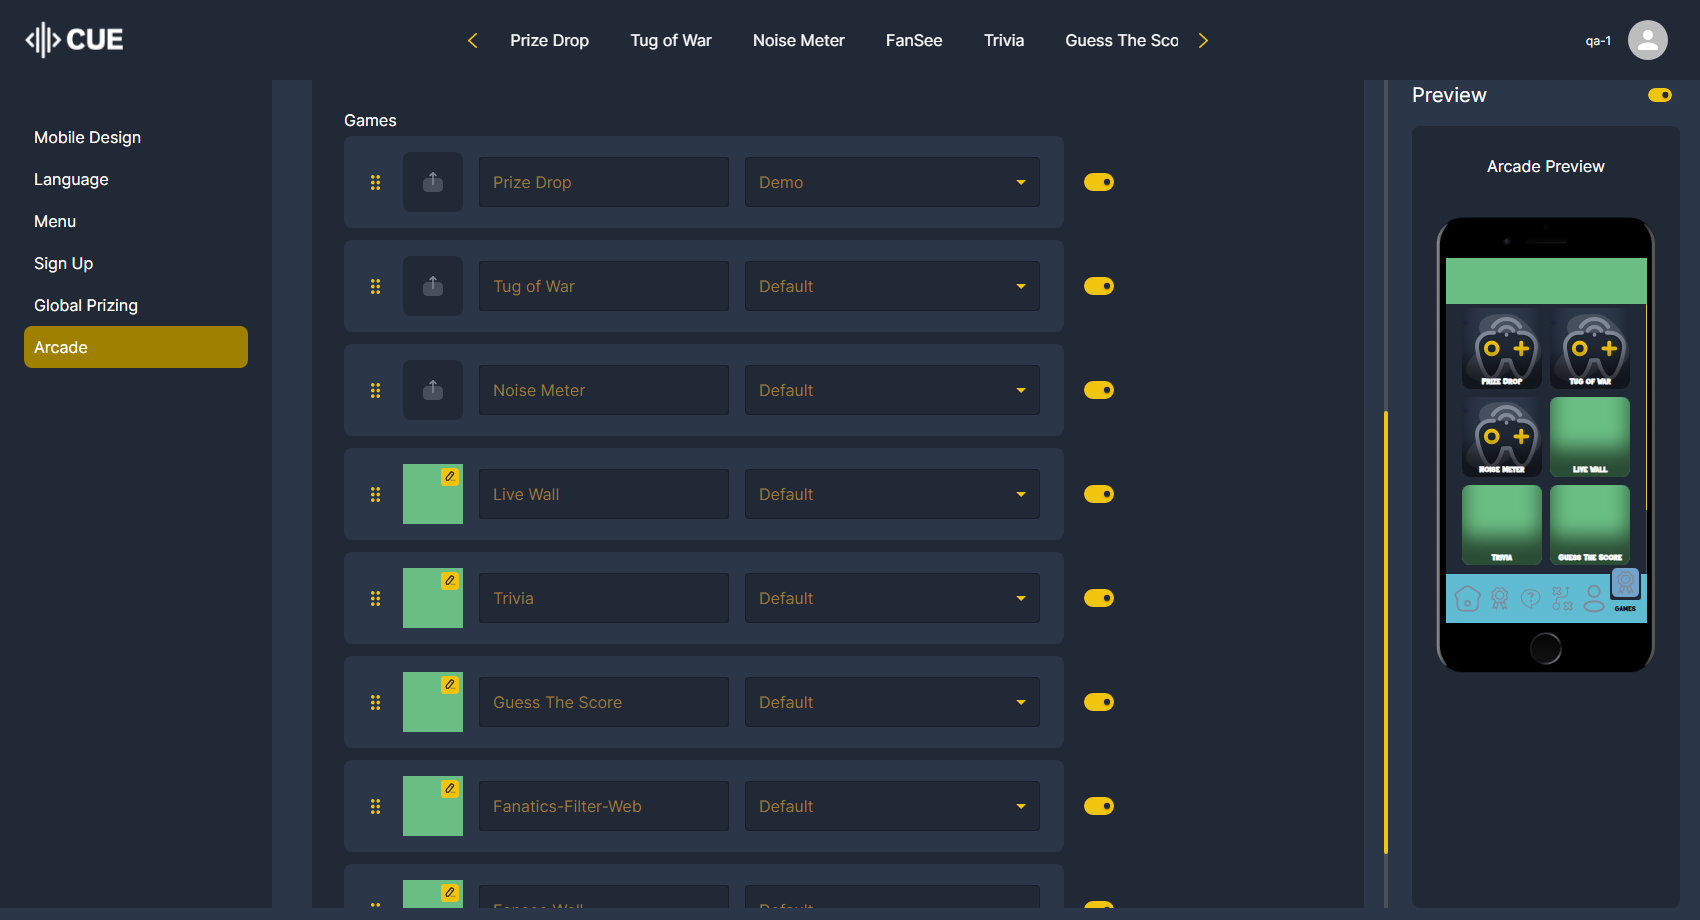 CUE
Prize Drop
Tug of War
Noise Meter
FanSee
Trivia
Guess The Sco
qa-1
Mobile Design
Language
Menu
Sign Up
Global Prizing
Arcade
Games
Prize Drop
Demo
Tug of War
Default
Noise Meter
Default
Live Wall
Default
Trivia
Default
Guess The Score
Default
Fanatics-Filter-Web
Default
Default
Preview
Arcade Preview
Prize Drop
Tug of War
Noise Meter
Live Wall
Trivia
Guess The Score
GAMES